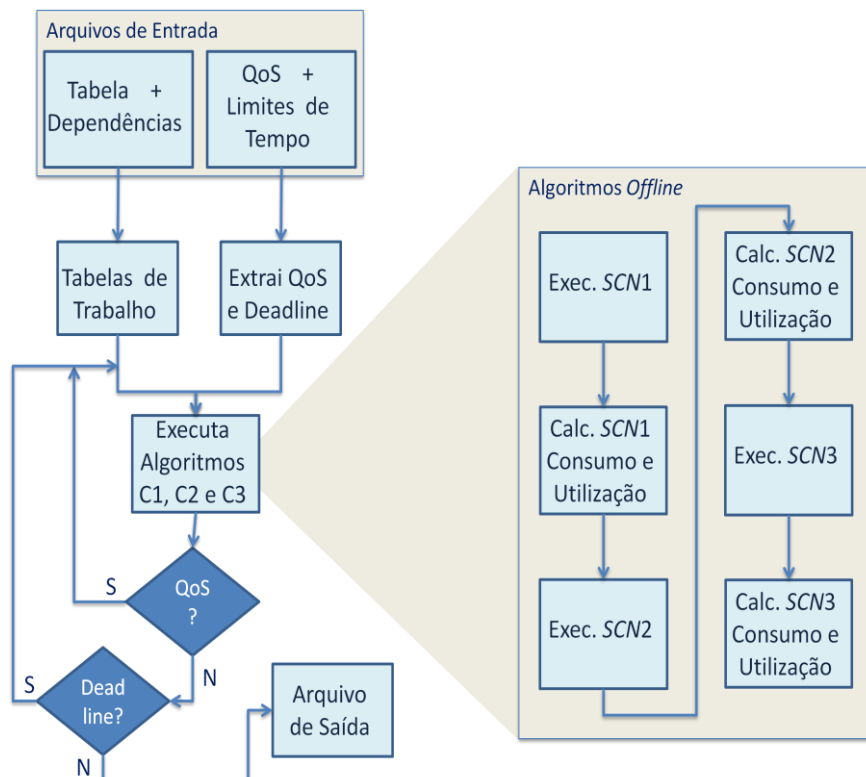 Arquivos de Entrada
Tabela +
Dependências
QoS +
Limites de
Tempo
Tabelas de
Trabalho
Extrai QoS
e Deadline
Executa
Algoritmos
C1, C2 e C3
QoS
?
S
N
Dead
line?
S
N
Arquivo
de Saída
Algoritmos Offline
Exec. SCN1
Calc. SCN1
Consumo e
Utilização
Exec. SCN2
Calc. SCN2
Consumo e
Utilização
Exec. SCN3
Calc. SCN3
Consumo e
Utilização